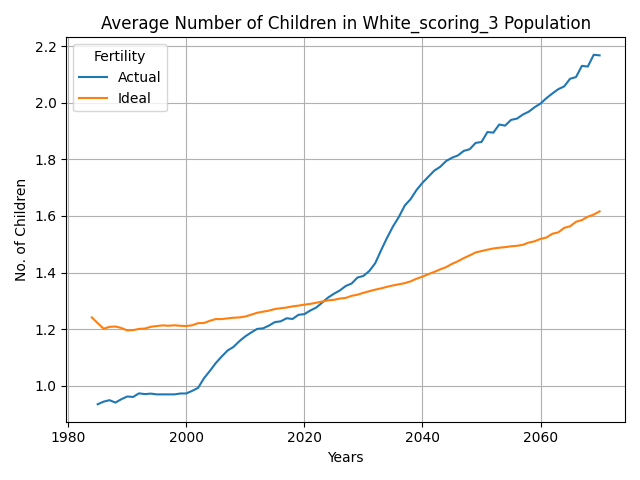 Average Number of Children in White_scoring_3 Population
Fertility
Actual
Ideal
2.2
2.0
1.8
1.6
1.4
1.2
1.0
No. of Children
1980 2000 2020 2040 2060
Years